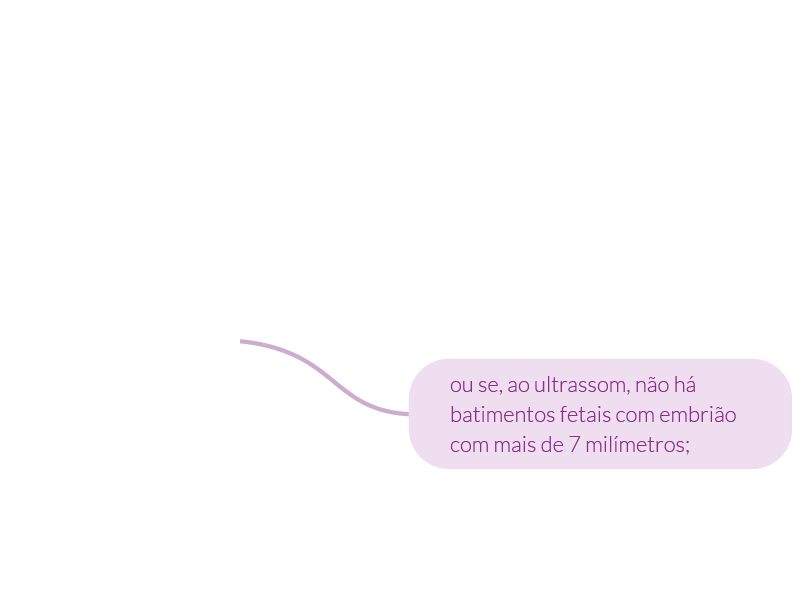 ou se, ao ultrassom, não há
batimentos fetais com embrião
com mais de 7 milímetros;